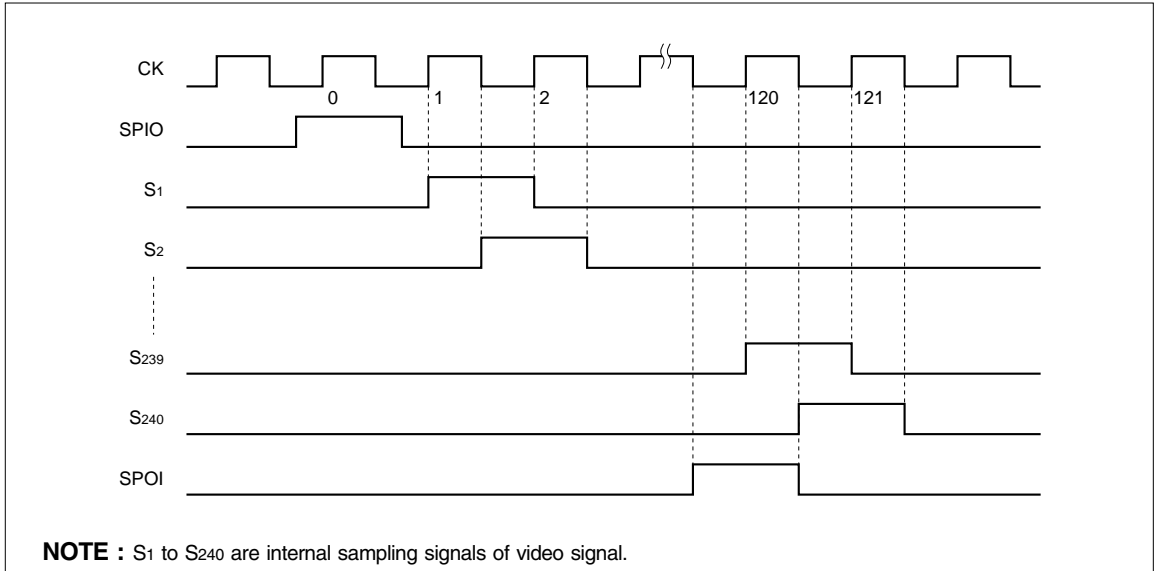 CK
0 1 2 120 121
SPIO
S1
S2
S239
S240
SPOI
NOTE : S1 to S240 are internal sampling signals of video signal.